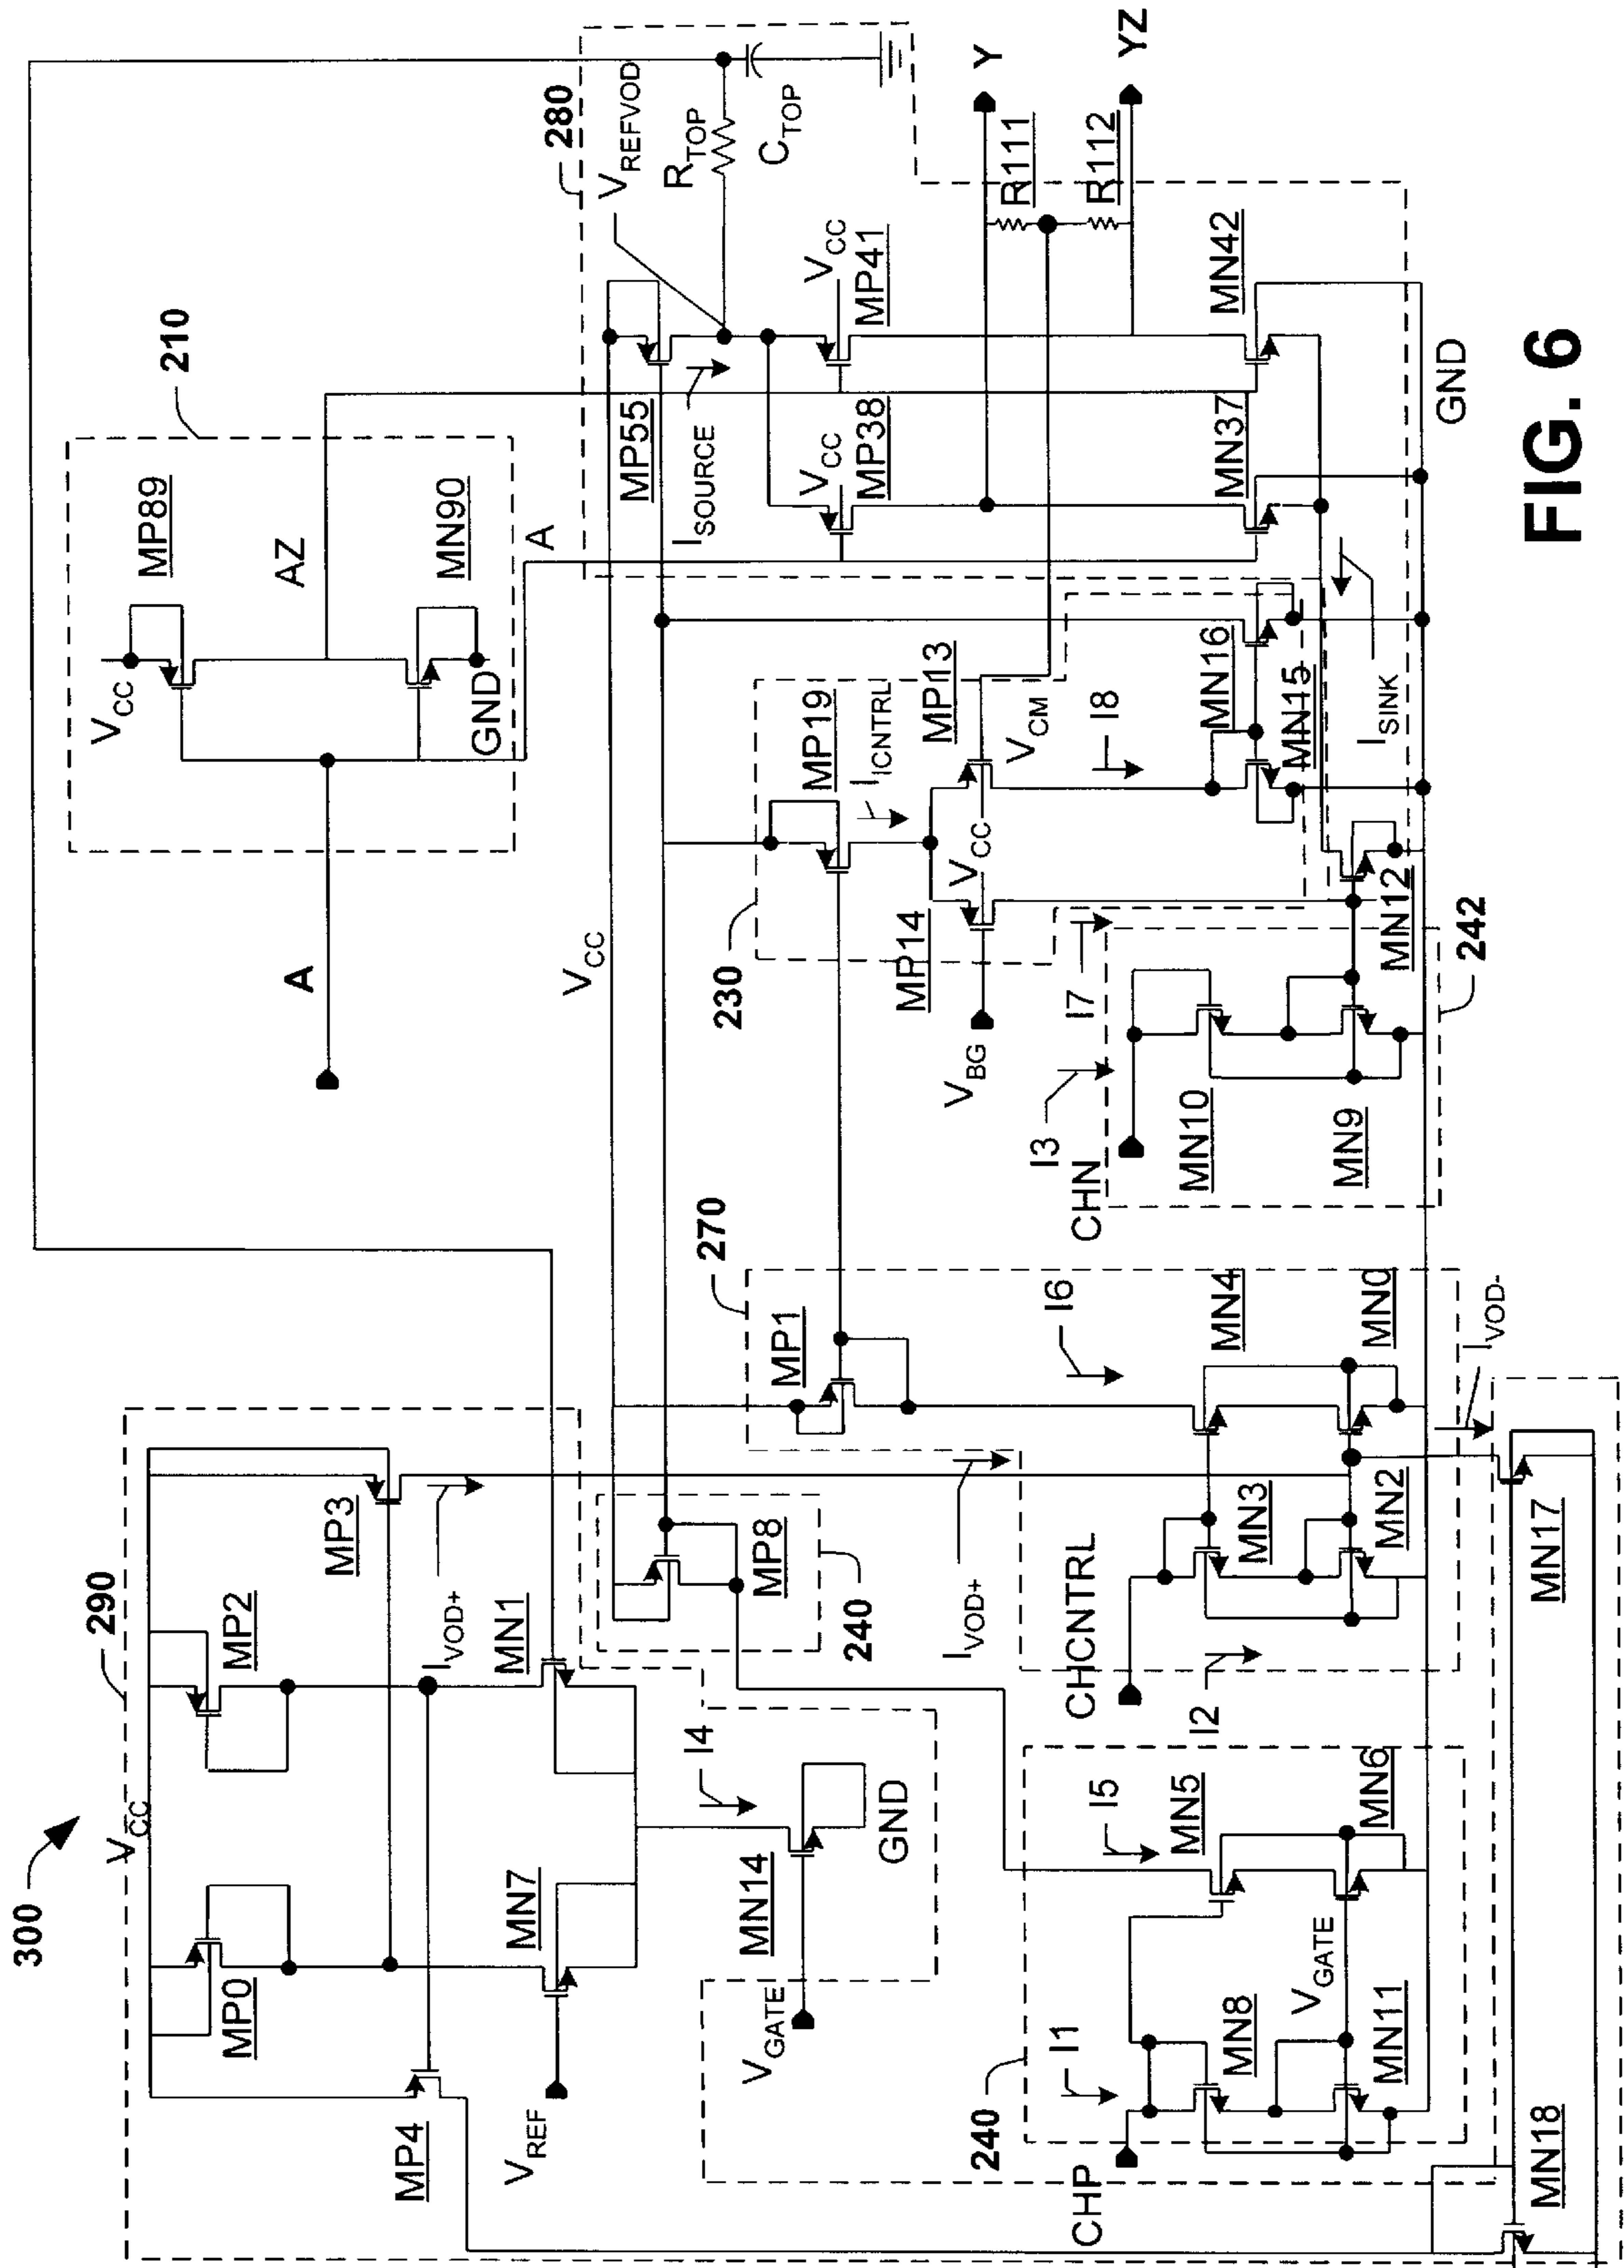 300
290
VCC
MP0
MP2
MP3
MP4
VREF
MN7
MN1
IVOD+
I4
MN14
VGATE
GND
MP8
240
210
VCC
MP89
AZ
MN90
GND
A
A
280
VREFVOD
RTOP
CTOP
VCC
MP55
ISOURCE
VCC
MP38
VCC
MP41
Y
R111
R112
YZ
MN37
MN42
GND
230
MP19
IICNTRL
MP13
VCM
VCC
MP14
VBG
I8
MN16
MN15
ISINK
I7
MN12
242
I3
CHN
MN10
MN9
270
MP1
I6
MN4
MN0
IVOD+
IVOD-
CHCNTRL
MN3
MN2
I2
I5
MN5
MN6
VGATE
I1
MN8
MN11
240
CHP
MN17
MN18
FIG. 6